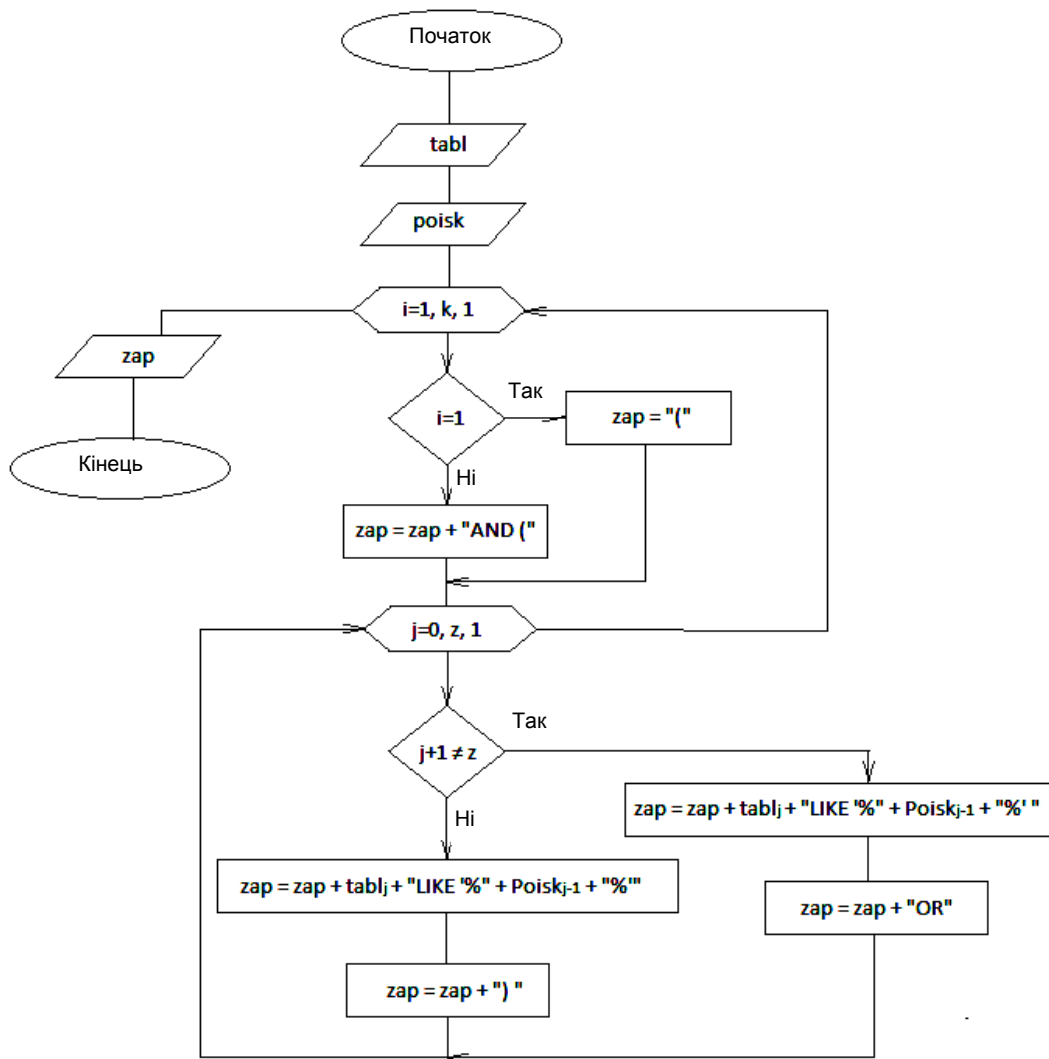 Початок
tabl
poisk
i=1, k, 1
zap
i=1
Так
zap = "("
Кінець
Ні
zap = zap + "AND ("
j=0, z, 1
j+1 ≠ z
Так
zap = zap + tablj + "LIKE '%" + Poiskj-1 + "%' "
Ні
zap = zap + tablj + "LIKE '%" + Poiskj-1 + "%'"
zap = zap + "OR"
zap = zap + ") "